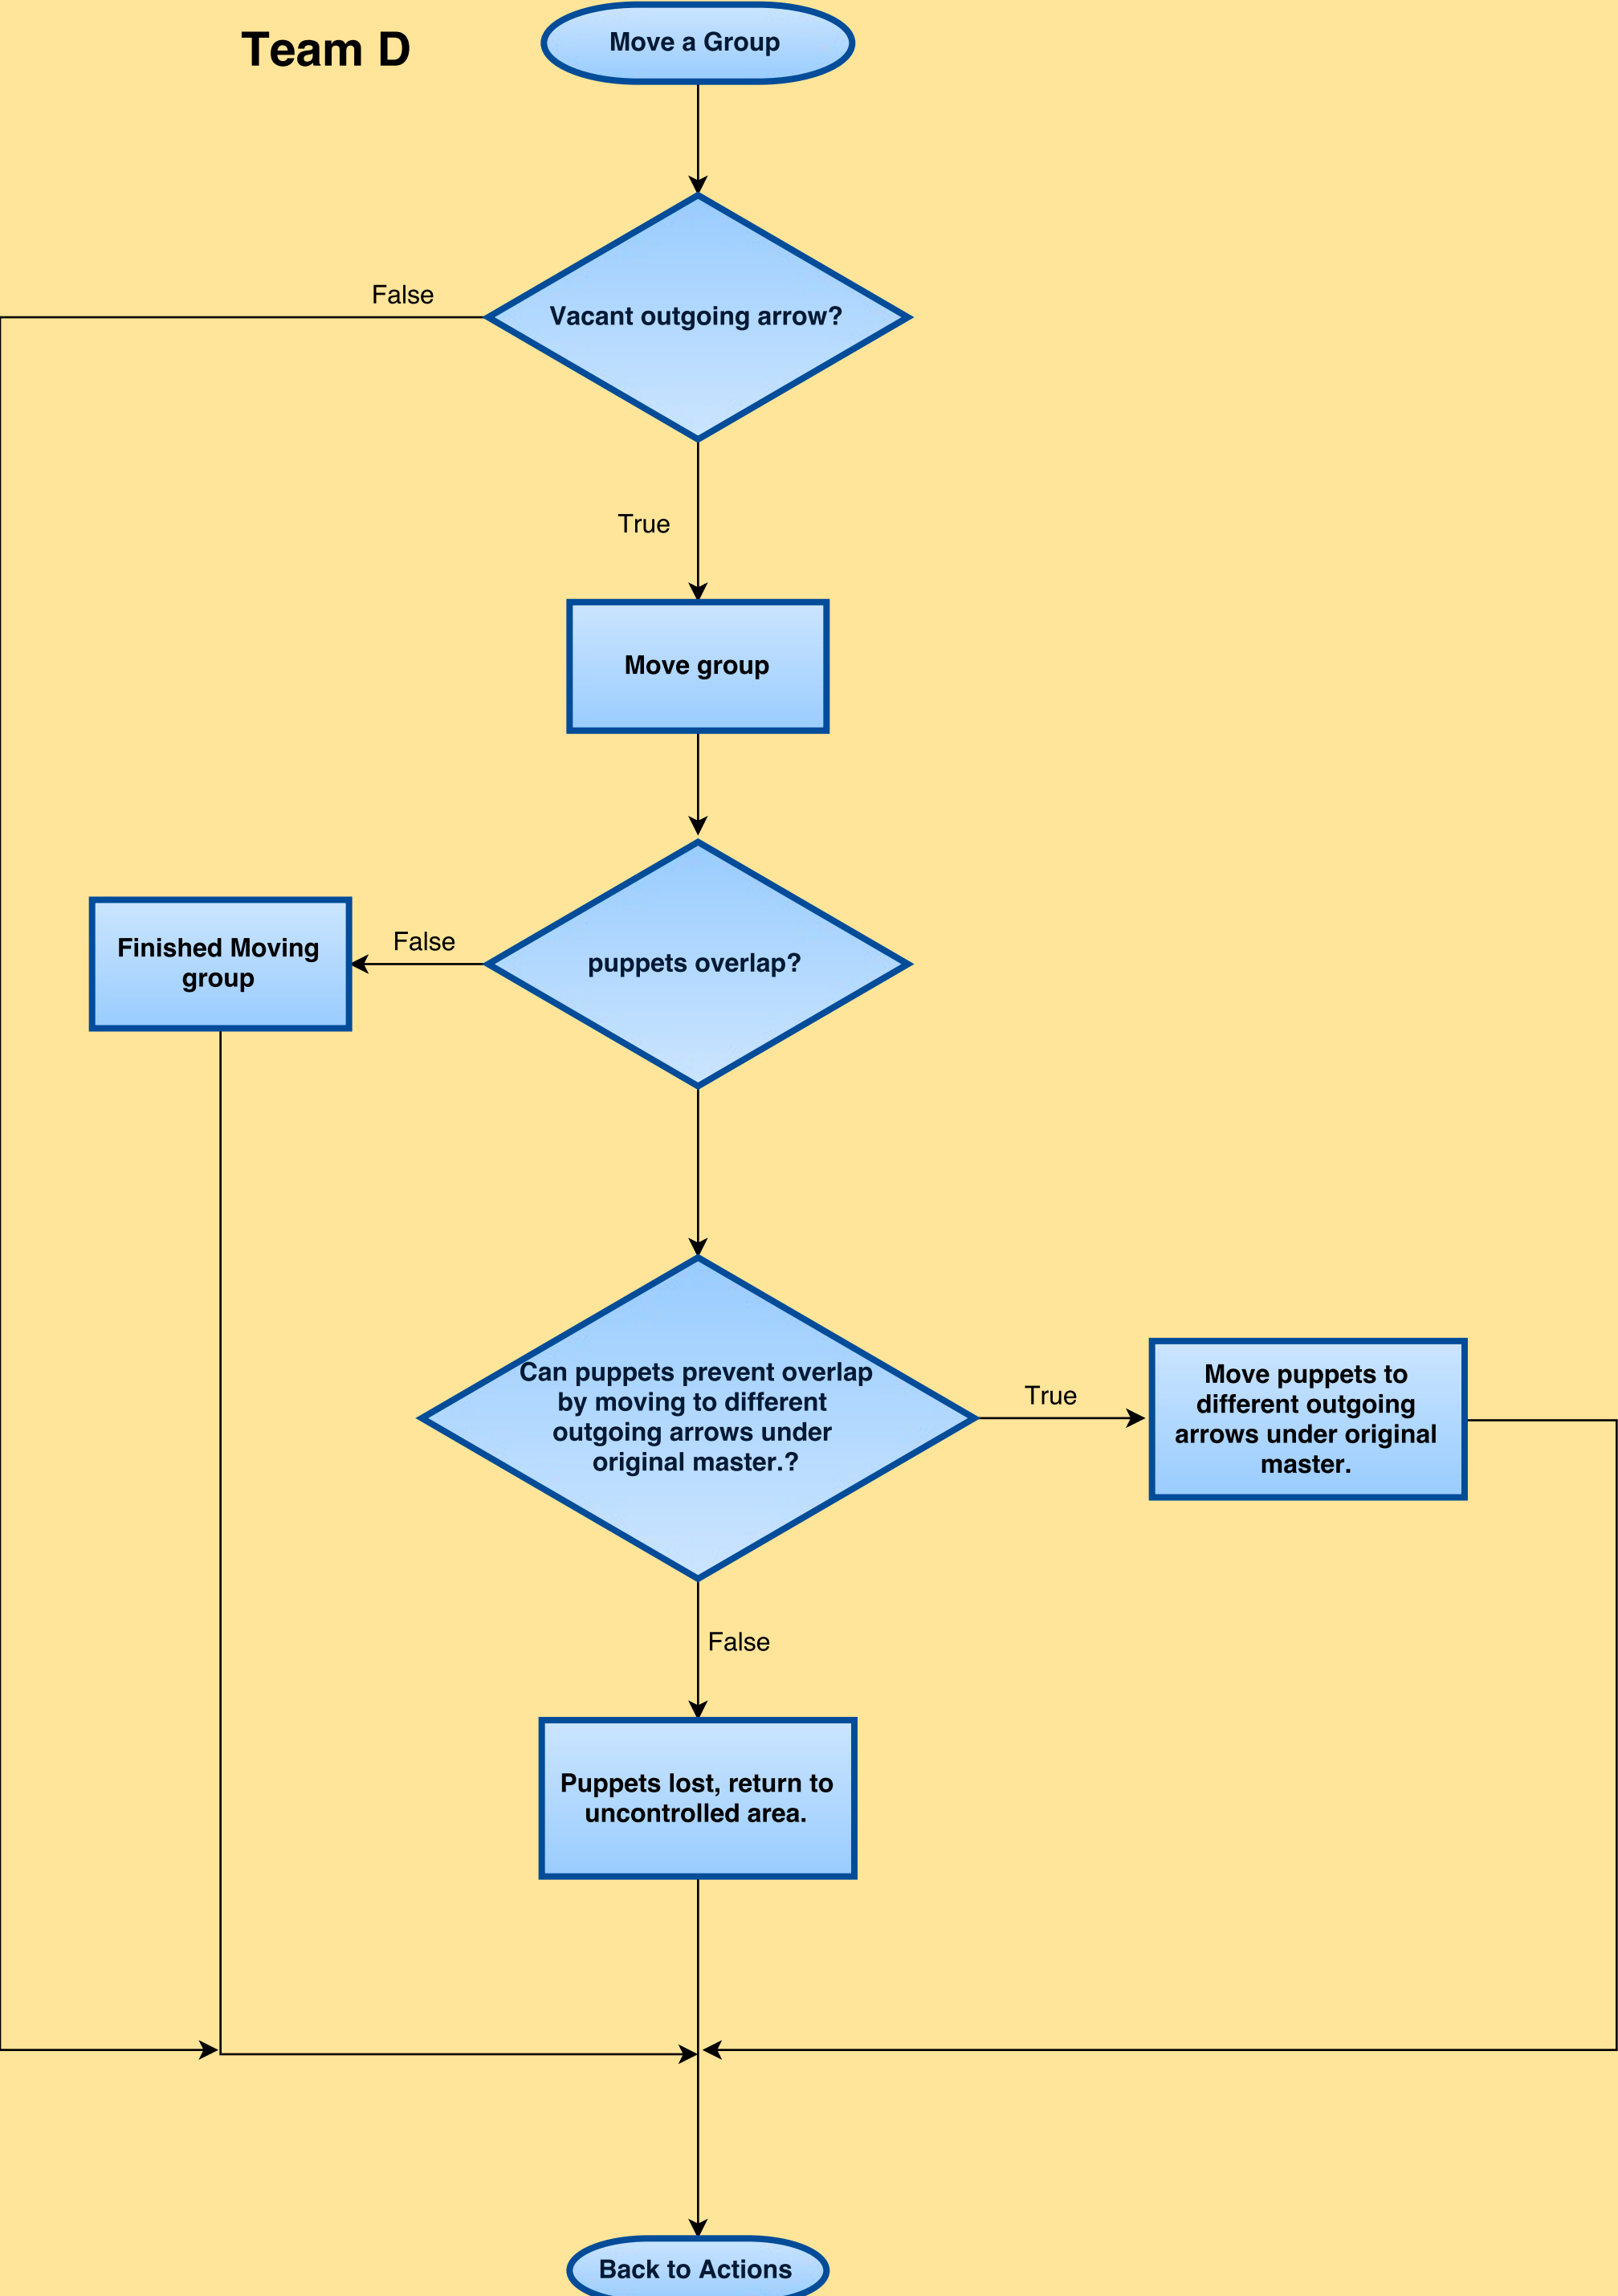 Team D
Move a Group
False
Vacant outgoing arrow?
True
Move group
Finished Moving
group
False
puppets overlap?
Can puppets prevent overlap
by moving to different
outgoing arrows under
original master.?
True
Move puppets to
different outgoing
arrows under original
master.
False
Puppets lost, return to
uncontrolled area.
Back to Actions